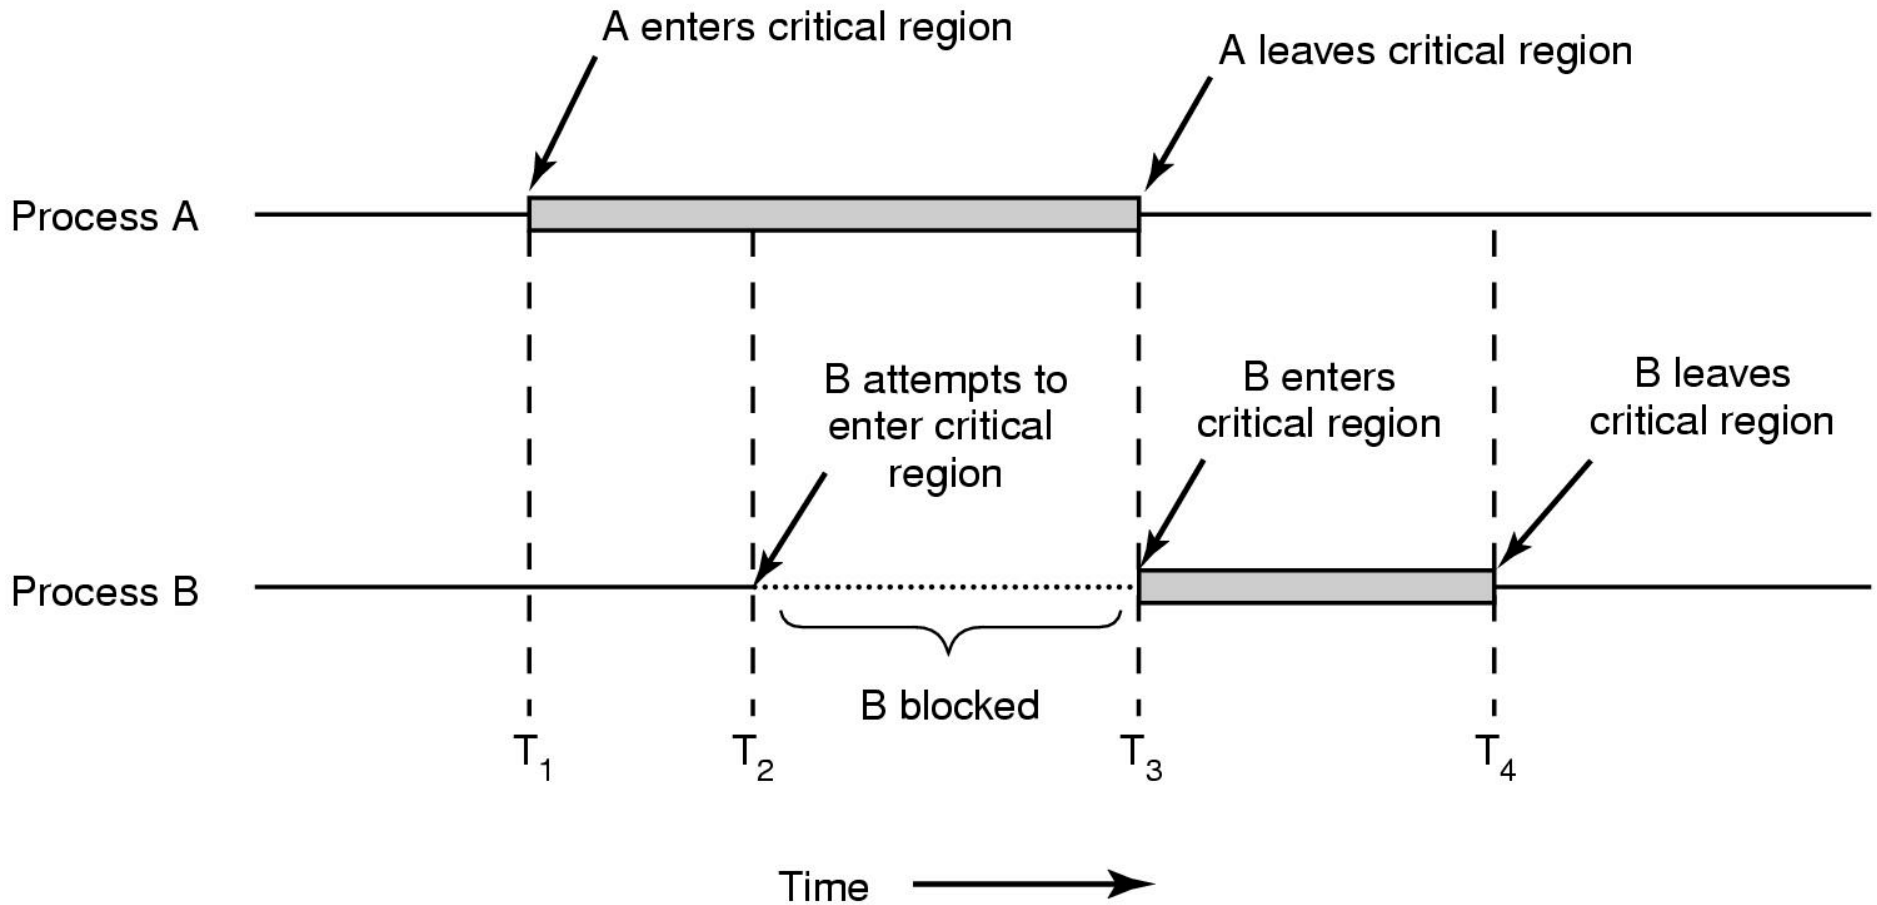 A enters critical region
A leaves critical region
Process A
B attempts to
enter critical
region
B enters
critical region
B leaves
critical region
Process B
B blocked
T1
T2
T3
T4
Time